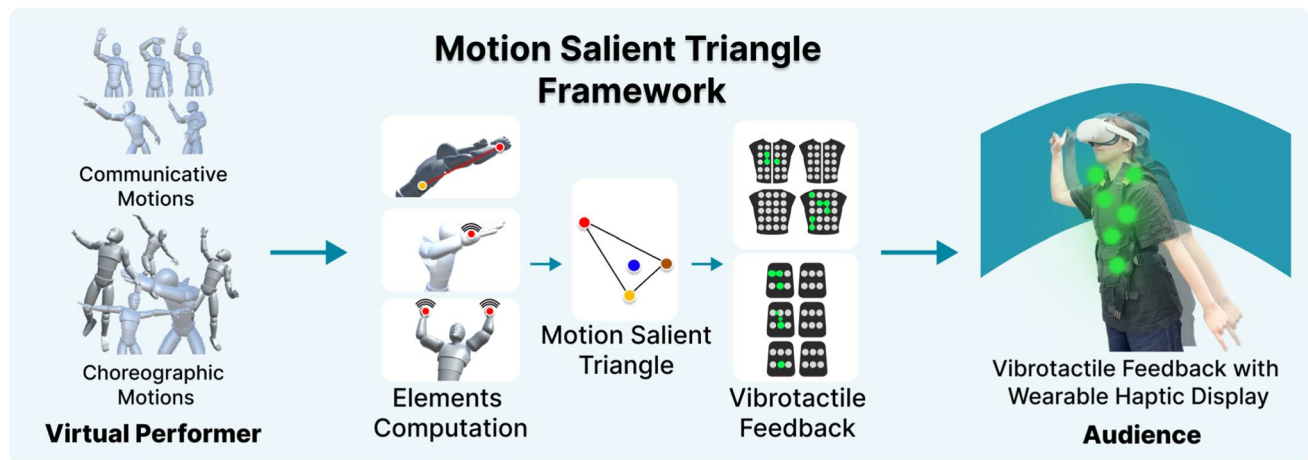 Motion Salient Triangle
Framework
Communicative
Motions
Choreographic
Motions
Virtual Performer
Elements
Computation
Motion Salient
Triangle
Vibrotactile
Feedback
Vibrotactile Feedback with
Wearable Haptic Display
Audience